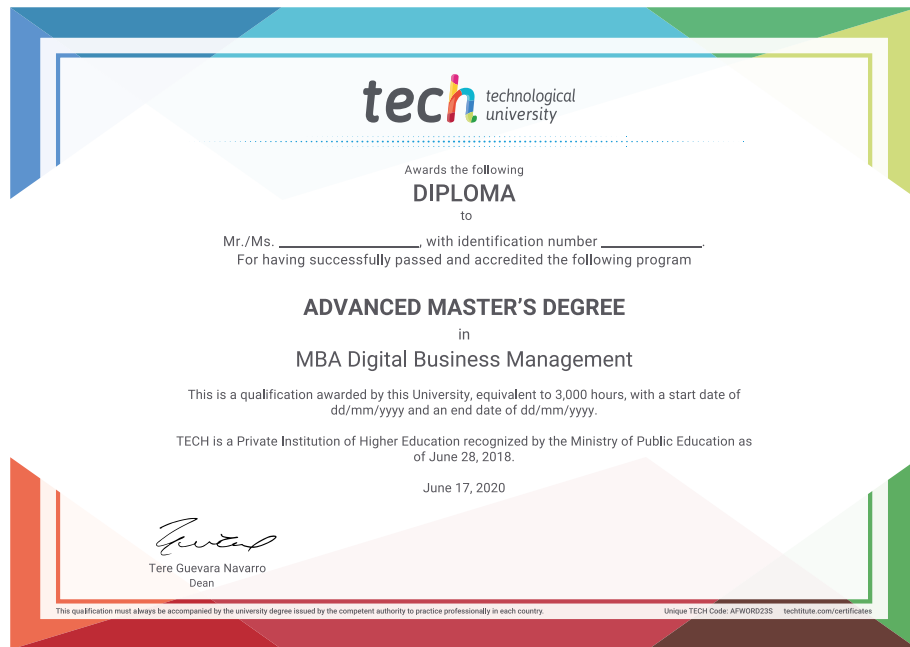 tech technological
university
Awards the following
DIPLOMA
to
Mr./Ms. ____________________, with identification number ______________.
For having successfully passed and accredited the following program
ADVANCED MASTER’S DEGREE
in
MBA Digital Business Management
This is a qualification awarded by this University, equivalent to 3,000 hours, with a start date of
dd/mm/yyyy and an end date of dd/mm/yyyy.
TECH is a Private Institution of Higher Education recognized by the Ministry of Public Education as
of June 28, 2018.
June 17, 2020
Tere Guevara Navarro
Dean
This qualification must always be accompanied by the university degree issued by the competent authority to practice professionally in each country.
Unique TECH Code: AFWORD23S techtitute.com/certificates